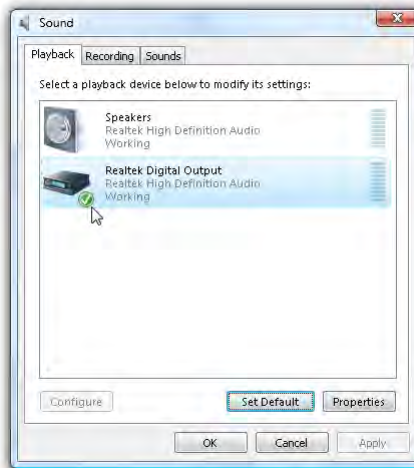 Sound
Playback Recording Sounds
Select a playback device below to modify its settings:
Speakers
Realtek High Definition Audio
Working
Realtek Digital Output
Realtek High Definition Audio
Working
Configure Set Default Properties
OK Cancel Apply